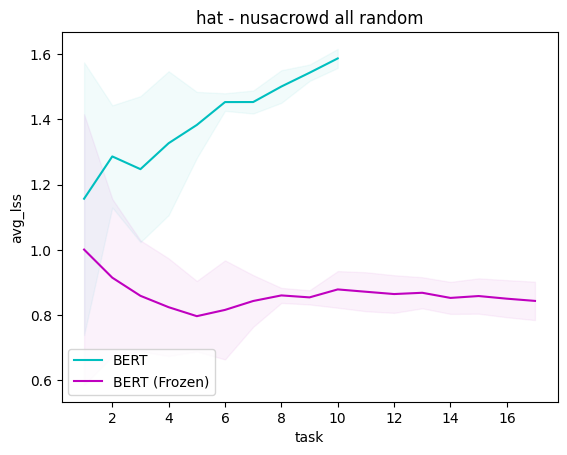 hat - nusacrowd all random
avg_lss
1.6
1.4
1.2
1.0
0.8
0.6
BERT
BERT (Frozen)
2 4 6 8 10 12 14 16
task